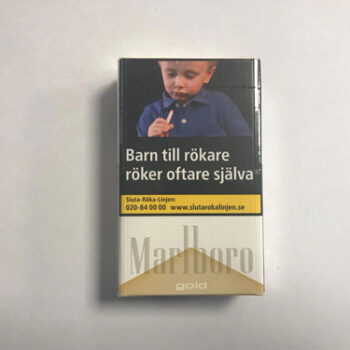 Barn till rökare
röker oftare själva
Sluta-Röka-Linjen:
020-84 00 00 www.slutarokalinjen.se
Marlboro
gold